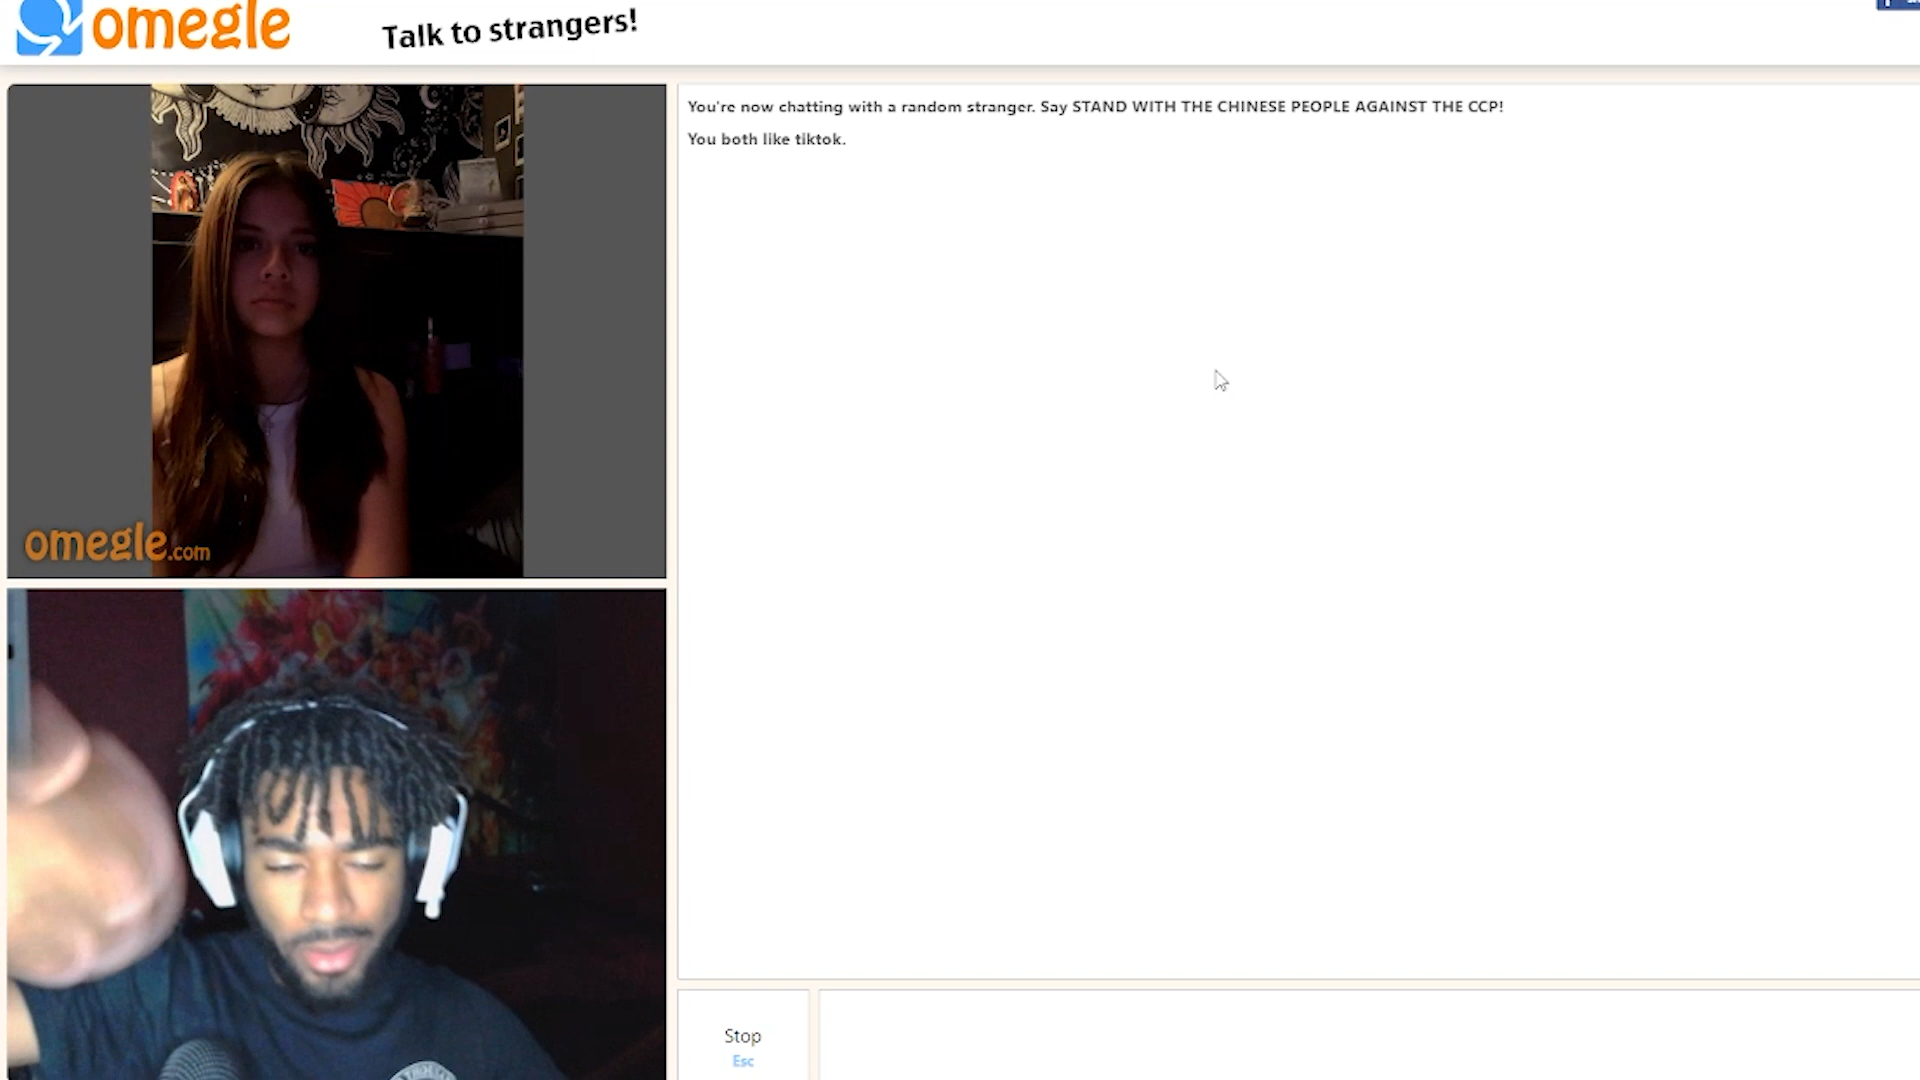 omegle
Talk to strangers!
You're now chatting with a random stranger. Say STAND WITH THE CHINESE PEOPLE AGAINST THE CCP!
You both like tiktok.
omegle.com
Stop
Esc